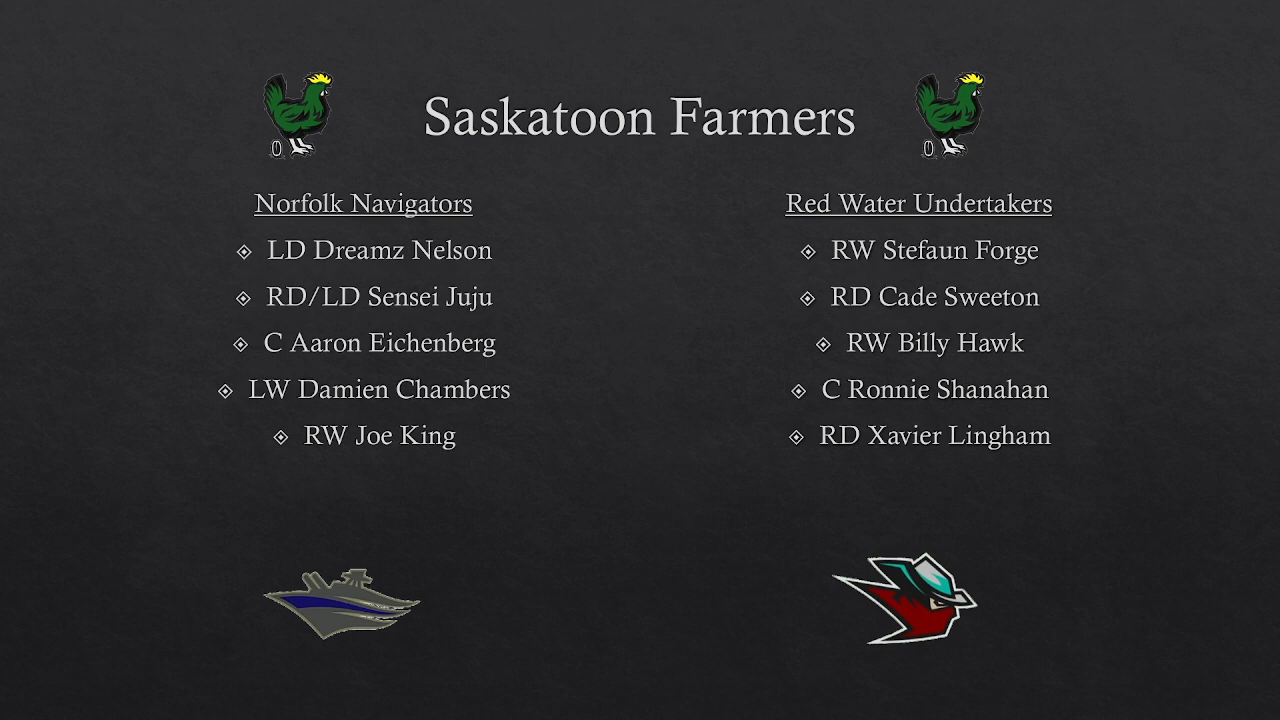 Saskatoon Farmers
Norfolk Navigators
LD Dreamz Nelson
RD/LD Sensei Juju
C Aaron Eichenberg
LW Damien Chambers
RW Joe King
Red Water Undertakers
RW Stefaun Forge
RD Cade Sweeton
RW Billy Hawk
C Ronnie Shanahan
RD Xavier Lingham